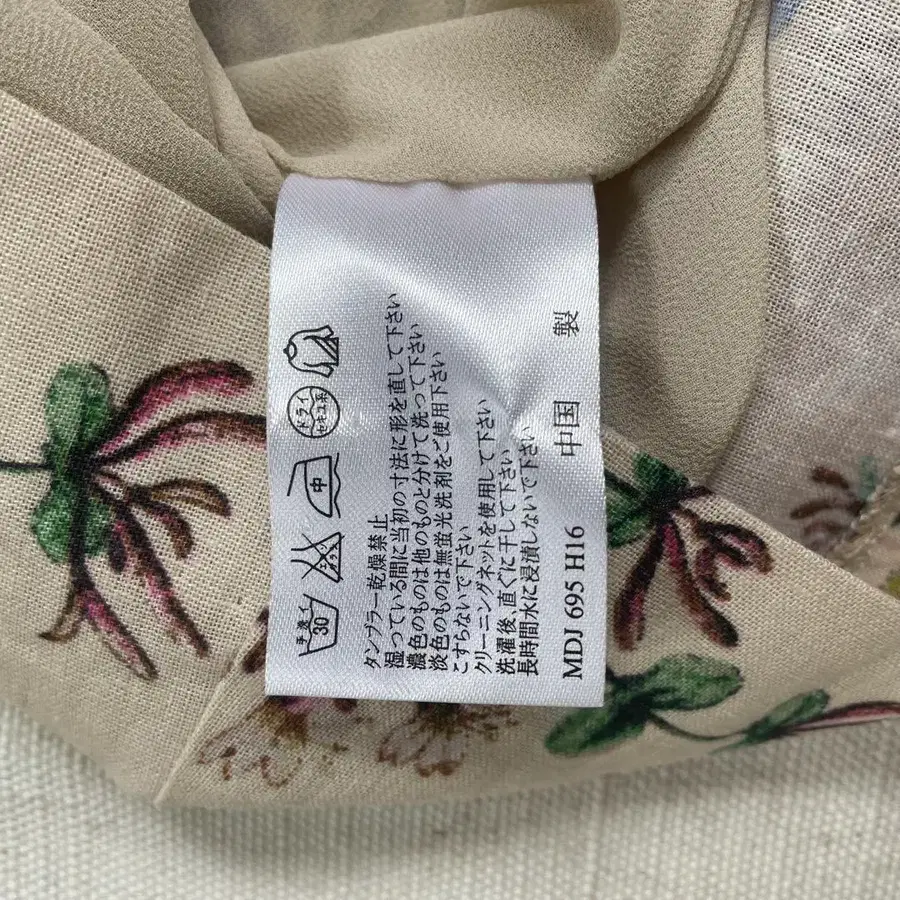 手洗イ
30
中
ドライ
セキユ系
タンブラー乾燥禁止
湿っている間に当初の寸法に形を直して下さい
濃色のものは他のものと分けて洗って下さい
淡色のものは無蛍光洗剤をご使用下さい
こすらないで下さい
クリーニングネットを使用して下さい
洗濯後、直ぐに干して下さい
長時間水に浸漬しないで下さい
MDJ 695 H16 中国 製